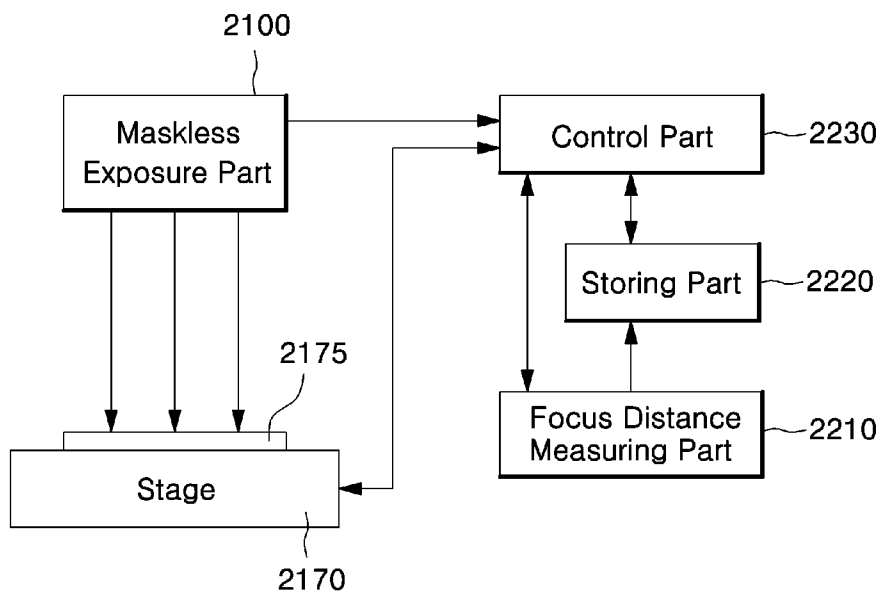 2100
Maskless
Exposure Part
Control Part
2230
Storing Part
2220
2175
Focus Distance
Measuring Part
2210
Stage
2170